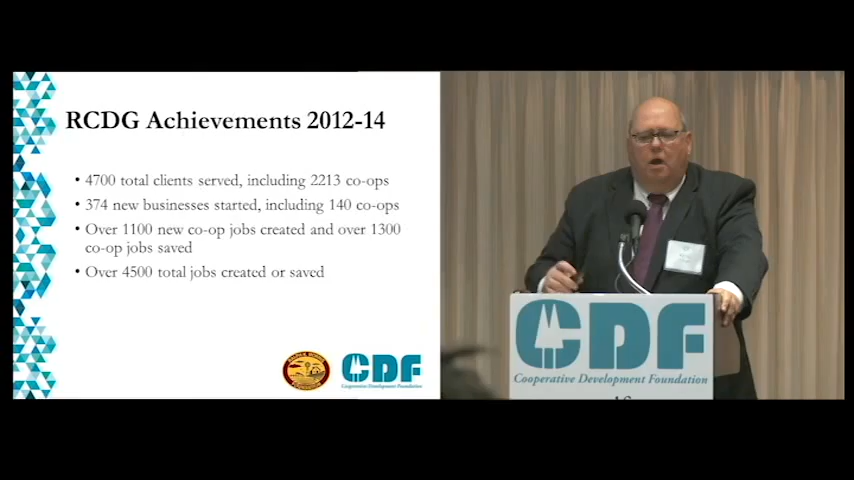 RCDG Achievements 2012-14
• 4700 total clients served, including 2213 co-ops
• 374 new businesses started, including 140 co-ops
• Over 1100 new co-op jobs created and over 1300
co-op jobs saved
• Over 4500 total jobs created or saved
CDF
Cooperative Development Foundation
CDF
Cooperative Development Foundation